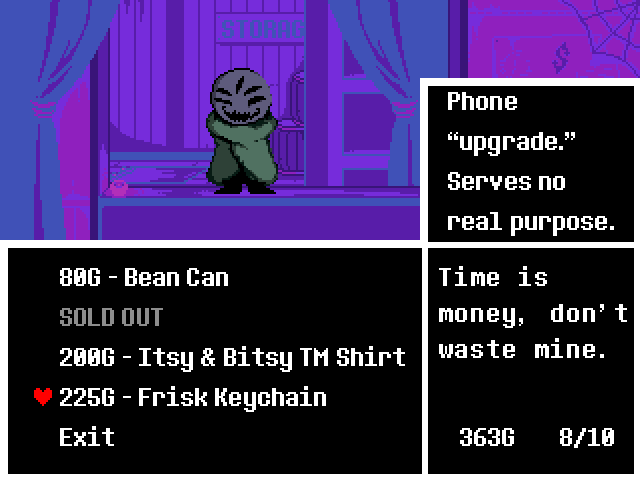 STORAG
$
Phone
“upgrade.”
Serves no
real purpose.
80G - Bean Can
SOLD OUT
200G - Itsy & Bitsy TM Shirt
225G - Frisk Keychain
Exit
Time is
money, don't
waste mine.
363G 8/10